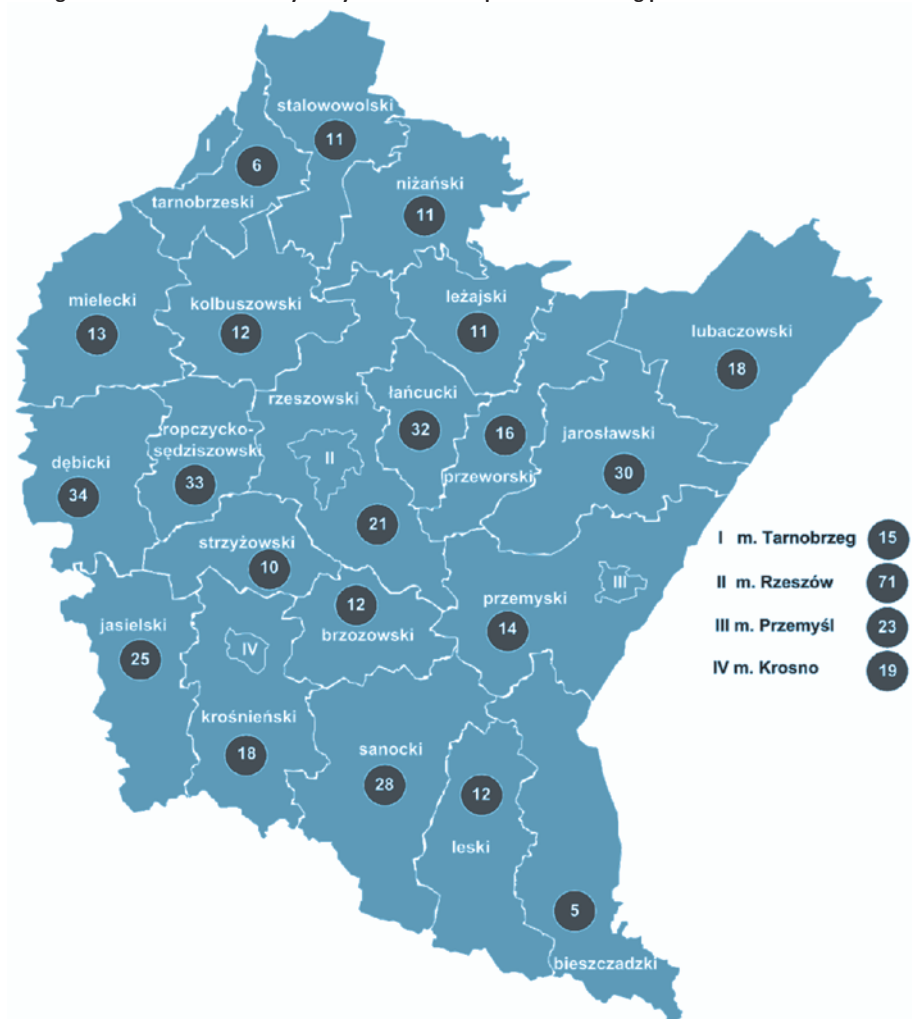 stalowowolski
11
I
6
niżański
tarnobrzeski
11
mielecki
kolbuszowski
leżajski
13
12
11
lubaczowski
18
rzeszowski
łańcucki
ropczycko-
sędziszowski
32
16
jarosławski
dębicki
II
przeworski
30
34
33
21
strzyżowski
10
I m. Tarnobrzeg 15
II m. Rzeszów 71
III m. Przemyśl 23
IV m. Krosno 19
III
przemyski
14
12
brzozowski
jasielski
25
IV
krośnieński
18
sanocki
28
12
leski
5
bieszczadzki